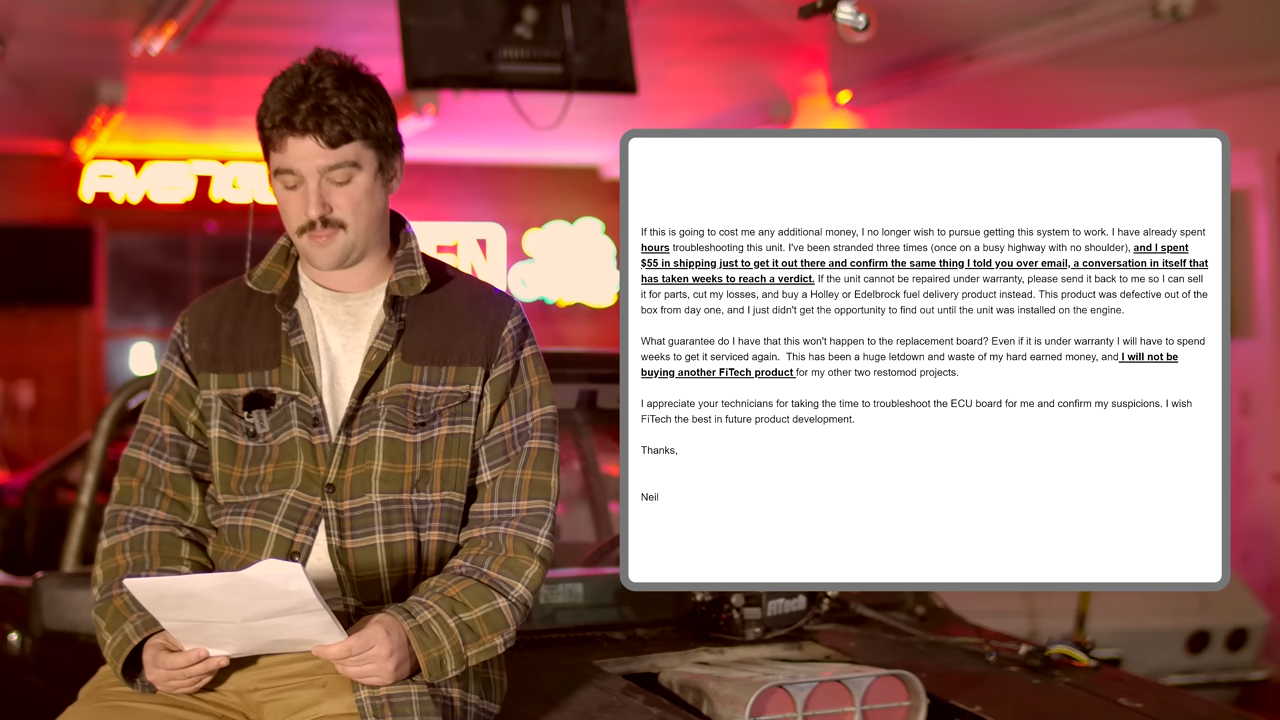 If this is going to cost me any additional money, I no longer wish to pursue getting this system to work. I have already spent
hours troubleshooting this unit. I've been stranded three times (once on a busy highway with no shoulder), and I spent
$55 in shipping just to get it out there and confirm the same thing I told you over email, a conversation in itself that
has taken weeks to reach a verdict. If the unit cannot be repaired under warranty, please send it back to me so I can sell
it for parts, cut my losses, and buy a Holley or Edelbrock fuel delivery product instead. This product was defective out of the
box from day one, and I just didn't get the opportunity to find out until the unit was installed on the engine.
What guarantee do I have that this won't happen to the replacement board? Even if it is under warranty I will have to spend
weeks to get it serviced again.  This has been a huge letdown and waste of my hard earned money, and I will not be
buying another FiTech product for my other two restomod projects.
I appreciate your technicians for taking the time to troubleshoot the ECU board for me and confirm my suspicions. I wish
FiTech the best in future product development.
Thanks,
Neil
FiTech